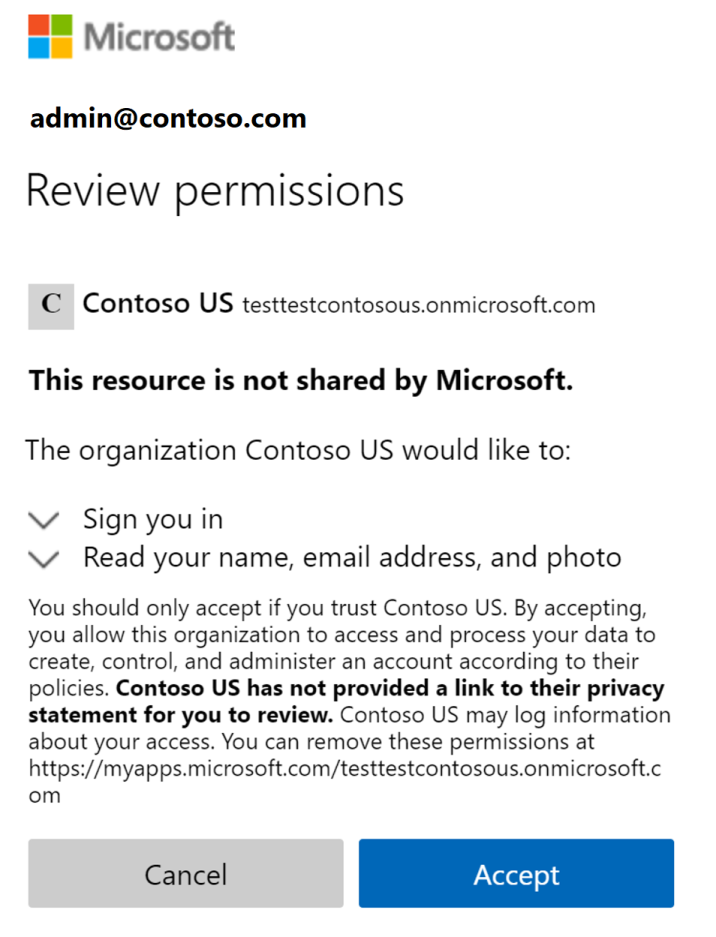 Microsoft
admin@contoso.com
Review permissions
C Contoso US testtestcontosous.onmicrosoft.com
This resource is not shared by Microsoft.
The organization Contoso US would like to:
Sign you in
Read your name, email address, and photo
You should only accept if you trust Contoso US. By accepting,
you allow this organization to access and process your data to
create, control, and administer an account according to their
policies. Contoso US has not provided a link to their privacy
statement for you to review. Contoso US may log information
about your access. You can remove these permissions at
https://myapps.microsoft.com/testtestcontosous.onmicrosoft.c
om
Cancel Accept